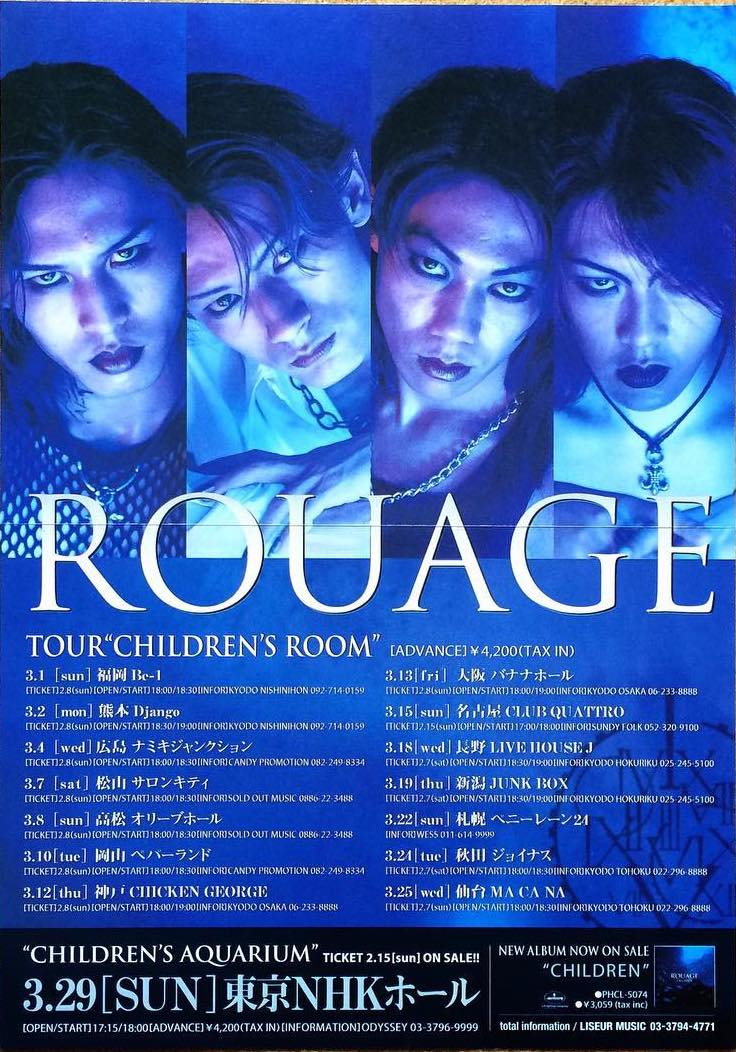 ROUAGE
TOUR"CHILDREN'S ROOM" [ADVANCE]¥4,200(TAX IN)
3.1 [sun] 福岡 Be-1
[TICKET]2.8(sun)[OPEN/START]18:00/18:30[INFOR]KYODO NISHINIHON 092-714-0159
3.2 [mon] 熊本 Django
[TICKET]2.8(sun)[OPEN/START]18:30/19:00[INFOR]KYODO NISHINIHON 092-714-0159
3.4 [wed] 広島 ナミキジャンクション
[TICKET]2.8(sun)[OPEN/START]18:00/18:30[INFOR]CANDY PROMOTION 082-249-8334
3.7 [sat] 松山 サロンキティ
[TICKET]2.8(sun)[OPEN/START]18:00/18:30[INFOR]SOLD OUT MUSIC 0886-22-3488
3.8 [sun] 高松 オリーブホール
[TICKET]2.8(sun)[OPEN/START]18:00/18:30[INFOR]SOLD OUT MUSIC 0886-22-3488
3.10[tue] 岡山 ペパーランド
[TICKET]2.8(sun)[OPEN/START]18:00/18:30[INFOR]CANDY PROMOTION 082-249-8334
3.12[thu] 神戸 CHICKEN GEORGE
[TICKET]2.8(sun)[OPEN/START]18:00/19:00[INFOR]KYODO OSAKA 06-233-8888
3.13[fri] 大阪 バナナホール
[TICKET]2.8(sun)[OPEN/START]18:00/19:00[INFOR]KYODO OSAKA 06-233-8888
3.15[sun] 名古屋 CLUB QUATTRO
[TICKET]2.15(sun)[OPEN/START]17:00/18:00[INFOR]SUNDY FOLK 052-320-9100
3.18[wed] 長野 LIVE HOUSE J
[TICKET]2.7(sat)[OPEN/START]18:30/19:00[INFOR]KYODO HOKURIKU 025-245-5100
3.19[thu] 新潟 JUNK BOX
[TICKET]2.7(sat)[OPEN/START]18:30/19:00[INFOR]KYODO HOKURIKU 025-245-5100
3.22[sun] 札幌 ペニーレーン24
[INFOR]WESS 011-614-9999
3.24[tue] 秋田 ジョイナス
[TICKET]2.7(sat)[OPEN/START]18:00/18:30[INFOR]KYODO TOHOKU 022-296-8888
3.25[wed] 仙台 MA CA NA
[TICKET]2.7(sun)[OPEN/START]18:00/18:30[INFOR]KYODO TOHOKU 022-296-8888
"CHILDREN'S AQUARIUM" TICKET 2.15[sun] ON SALE!!
3.29[SUN]東京NHKホール
[OPEN/START]17:15/18:00[ADVANCE]¥4,200(TAX IN)[INFORMATION]ODYSSEY 03-3796-9999
NEW ALBUM NOW ON SALE
"CHILDREN"
●PHCL-5074
●¥3,059 (tax inc)
ROUAGE
total information / LISEUR MUSIC 03-3794-4771